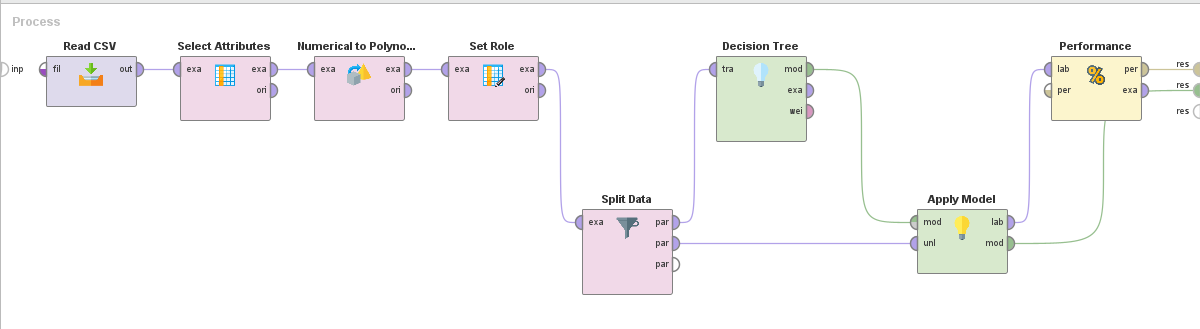 Process
Read CSV
Select Attributes
Numerical to Polyno...
Set Role
Decision Tree
Performance
inp
fil
out
exa
exa
ori
exa
exa
ori
exa
exa
ori
tra
mod
exa
wei
lab
per
per
exa
res
res
res
Split Data
exa
par
par
par
Apply Model
mod
lab
unl
mod